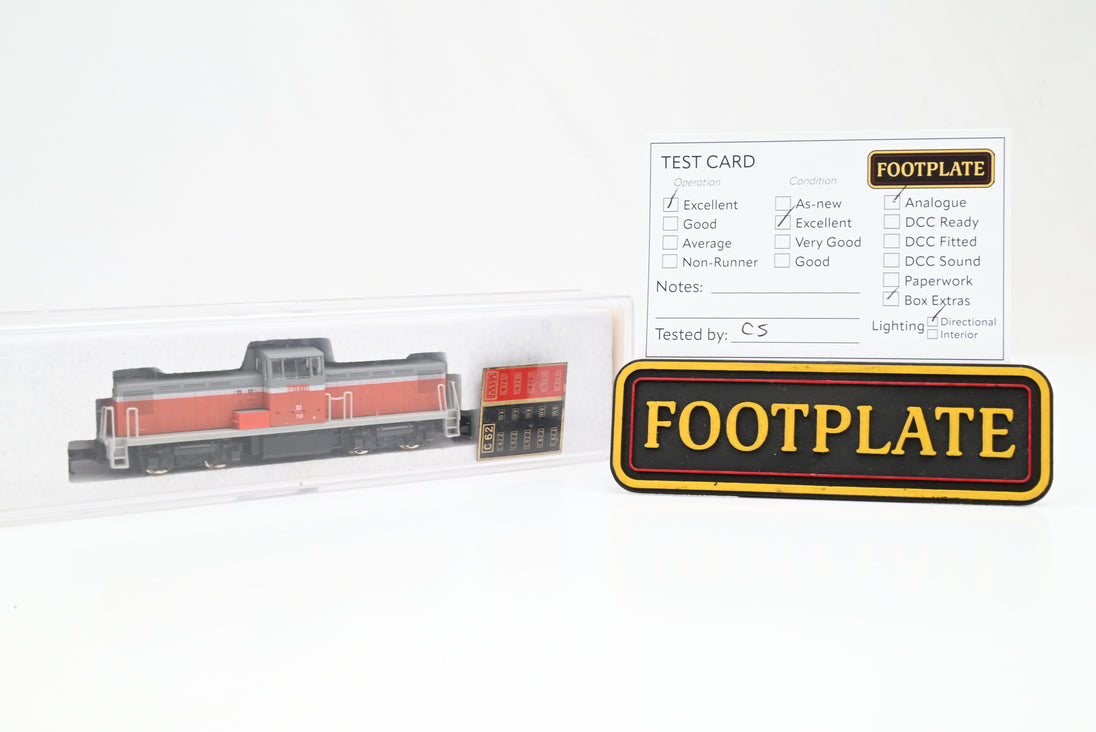 TEST CARD
FOOTPLATE
Operation
Excellent
Good
Average
Non-Runner
Condition
As-new
Excellent
Very Good
Good
Analogue
DCC Ready
DCC Fitted
DCC Sound
Paperwork
Box Extras
Notes:
Tested by: CS
Lighting
Directional
Interior
FOOTPLATE
C62